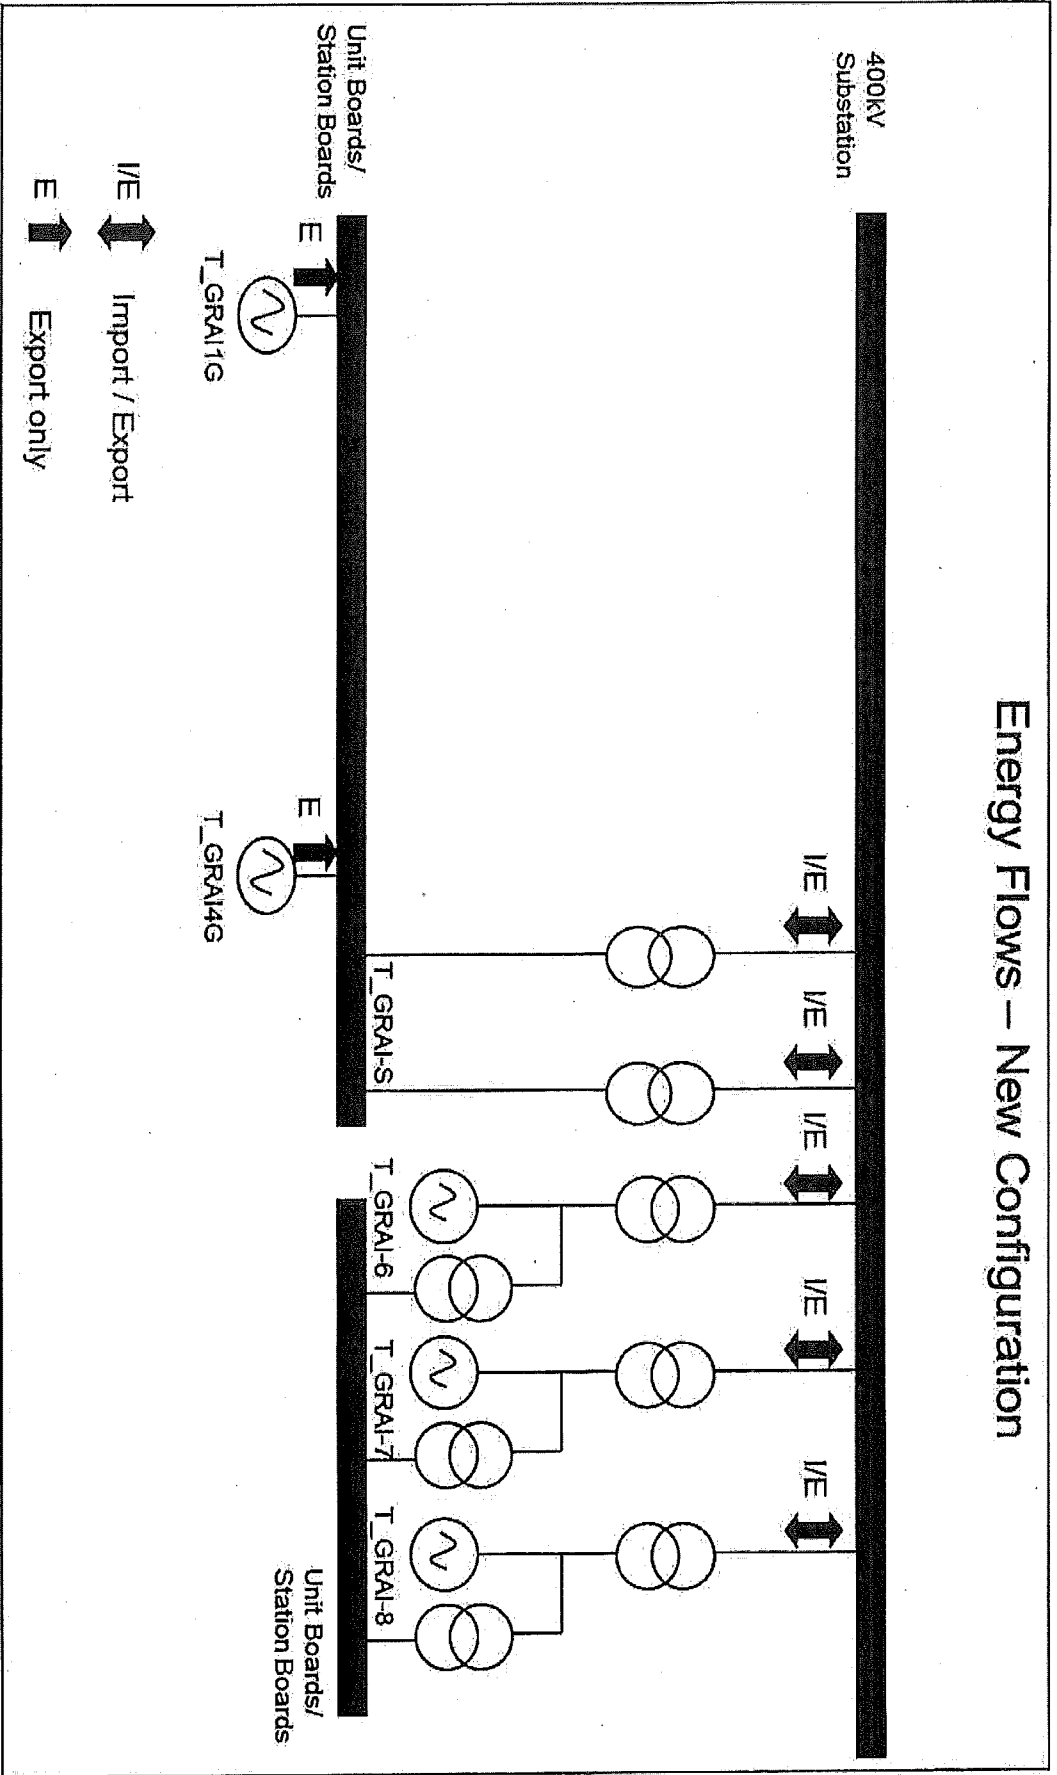 Energy Flows – New Configuration
400kV
Substation
I/E
I/E
I/E
I/E
I/E
Unit Boards/
Station Boards
T_GRAI-S
T_GRAI-6
T_GRAI-7
T_GRAI-8
E
E
T_GRAI1G
T_GRAI4G
Unit Boards/
Station Boards
I/E
Import / Export
E
Export only